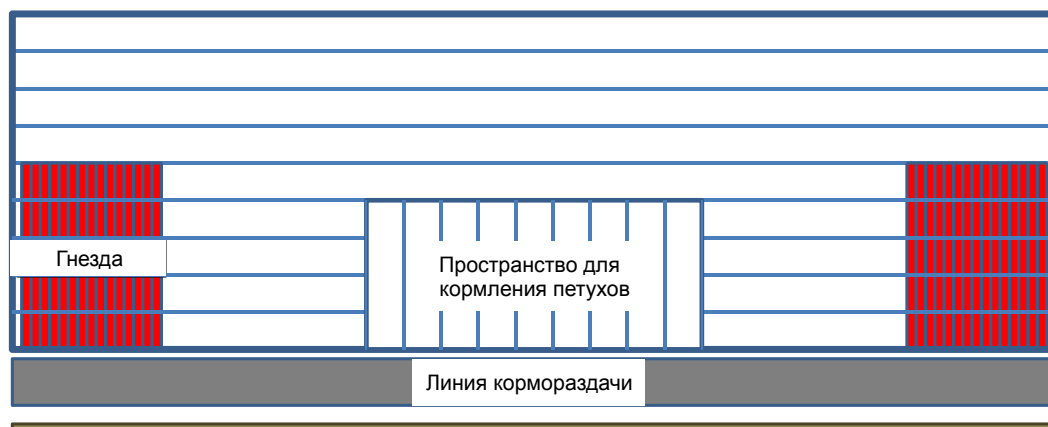 Гнезда
Пространство для
кормления петухов
Линия кормораздачи